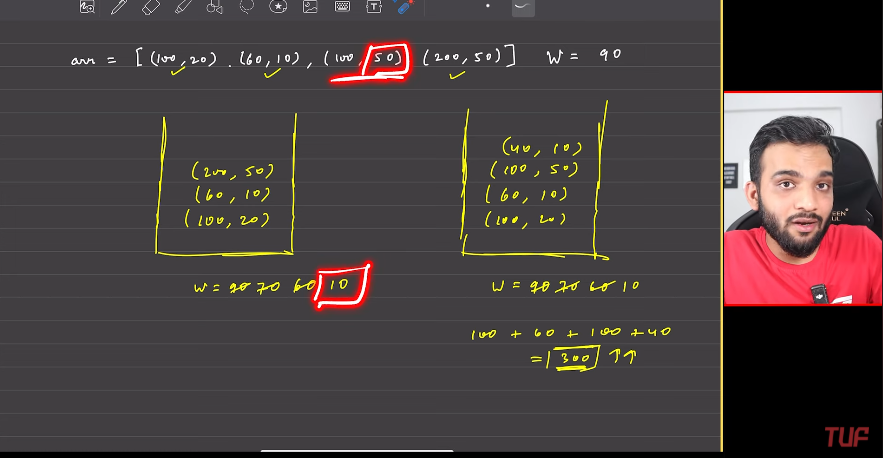 arr = [(100,20) . (60,10), (100, 50) (200,50)] W = 90
(200, 50)
(60, 10)
(100, 20)
W = 90 70 60 10
(40, 10)
(100, 50)
(60, 10)
(100, 20)
W = 90 70 60 10
100 + 60 + 100 + 40
= 300 ↑↑
TUF